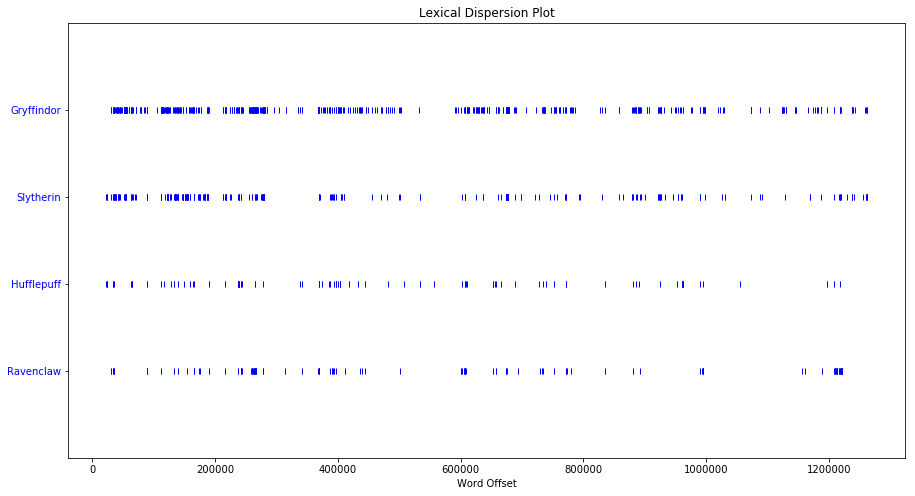 Lexical Dispersion Plot
Gryffindor
Slytherin
Hufflepuff
Ravenclaw
0 200000 400000 600000 800000 1000000 1200000
Word Offset